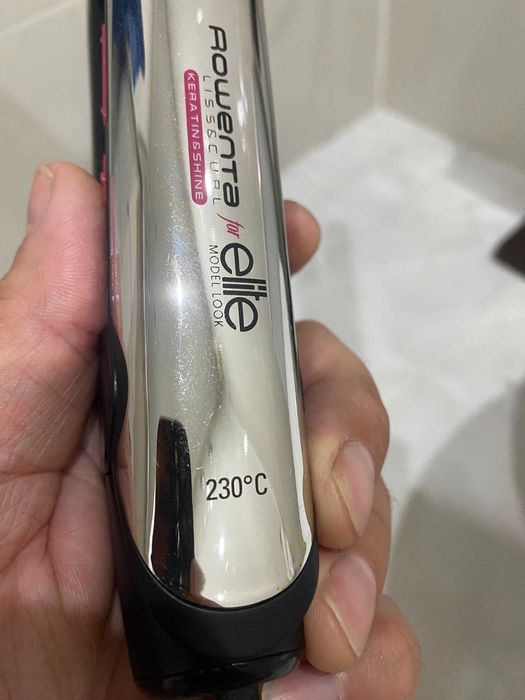 Rowenta
LISS&CURL
KERATIN&SHINE
for elite
MODEL LOOK
230°C